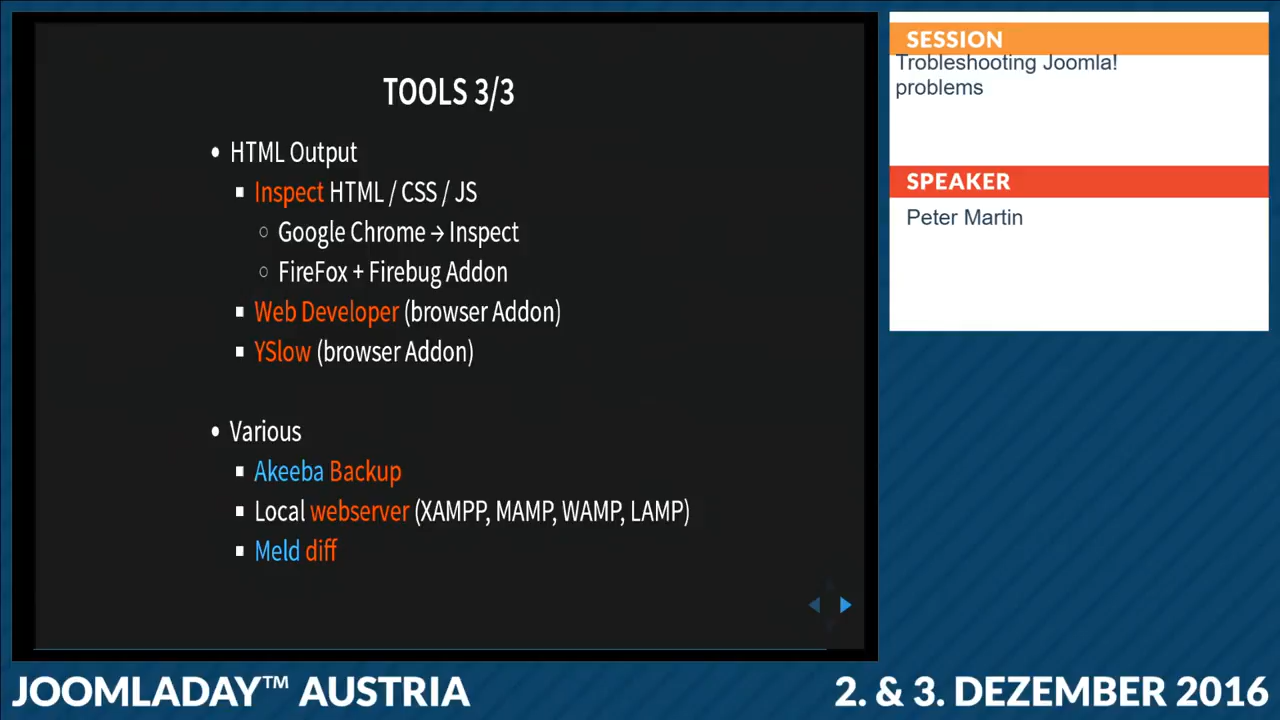 TOOLS 3/3
HTML Output
Inspect HTML / CSS / JS
Google Chrome → Inspect
FireFox + Firebug Addon
Web Developer (browser Addon)
YSlow (browser Addon)
Various
Akeeba Backup
Local webserver (XAMPP, MAMP, WAMP, LAMP)
Meld diff
SESSION
Trobleshooting Joomla!
problems
SPEAKER
Peter Martin
JOOMLADAY™ AUSTRIA
2. & 3. DEZEMBER 2016